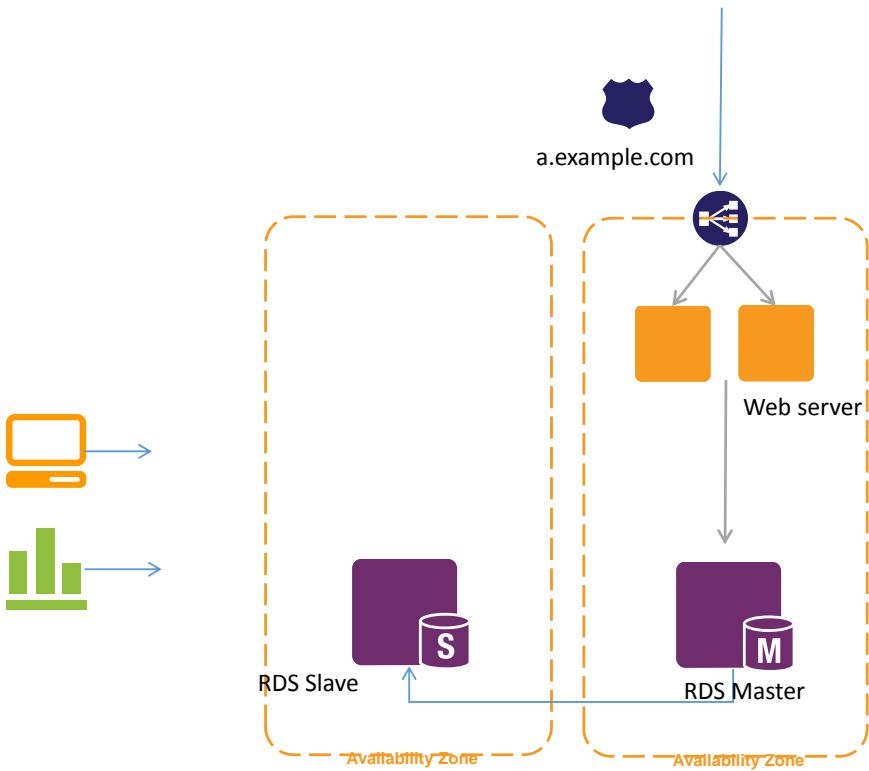 a.example.com
Web server
S
M
RDS Slave
RDS Master
Availability Zone
Availability Zone